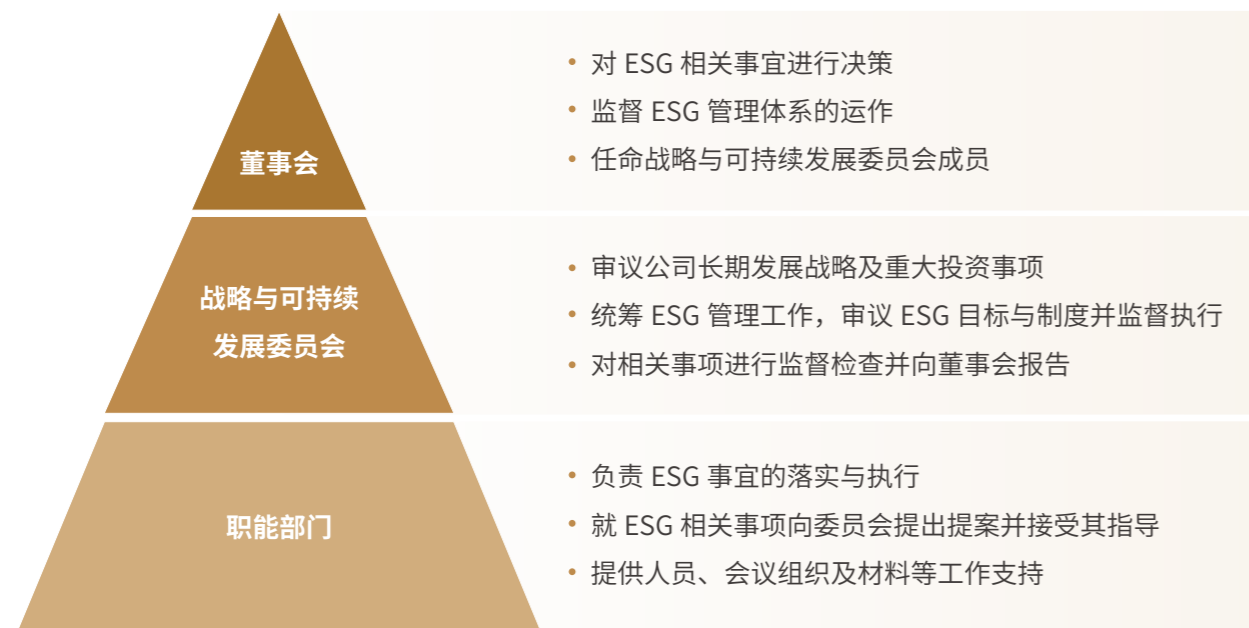 董事会
• 对 ESG 相关事宜进行决策
• 监督 ESG 管理体系的运作
• 任命战略与可持续发展委员会成员
战略与可持续
发展委员会
• 审议公司长期发展战略及重大投资事项
• 统筹 ESG 管理工作，审议 ESG 目标与制度并监督执行
• 对相关事项进行监督检查并向董事会报告
职能部门
• 负责 ESG 事宜的落实与执行
• 就 ESG 相关事项向委员会提出提案并接受其指导
• 提供人员、会议组织及材料等工作支持